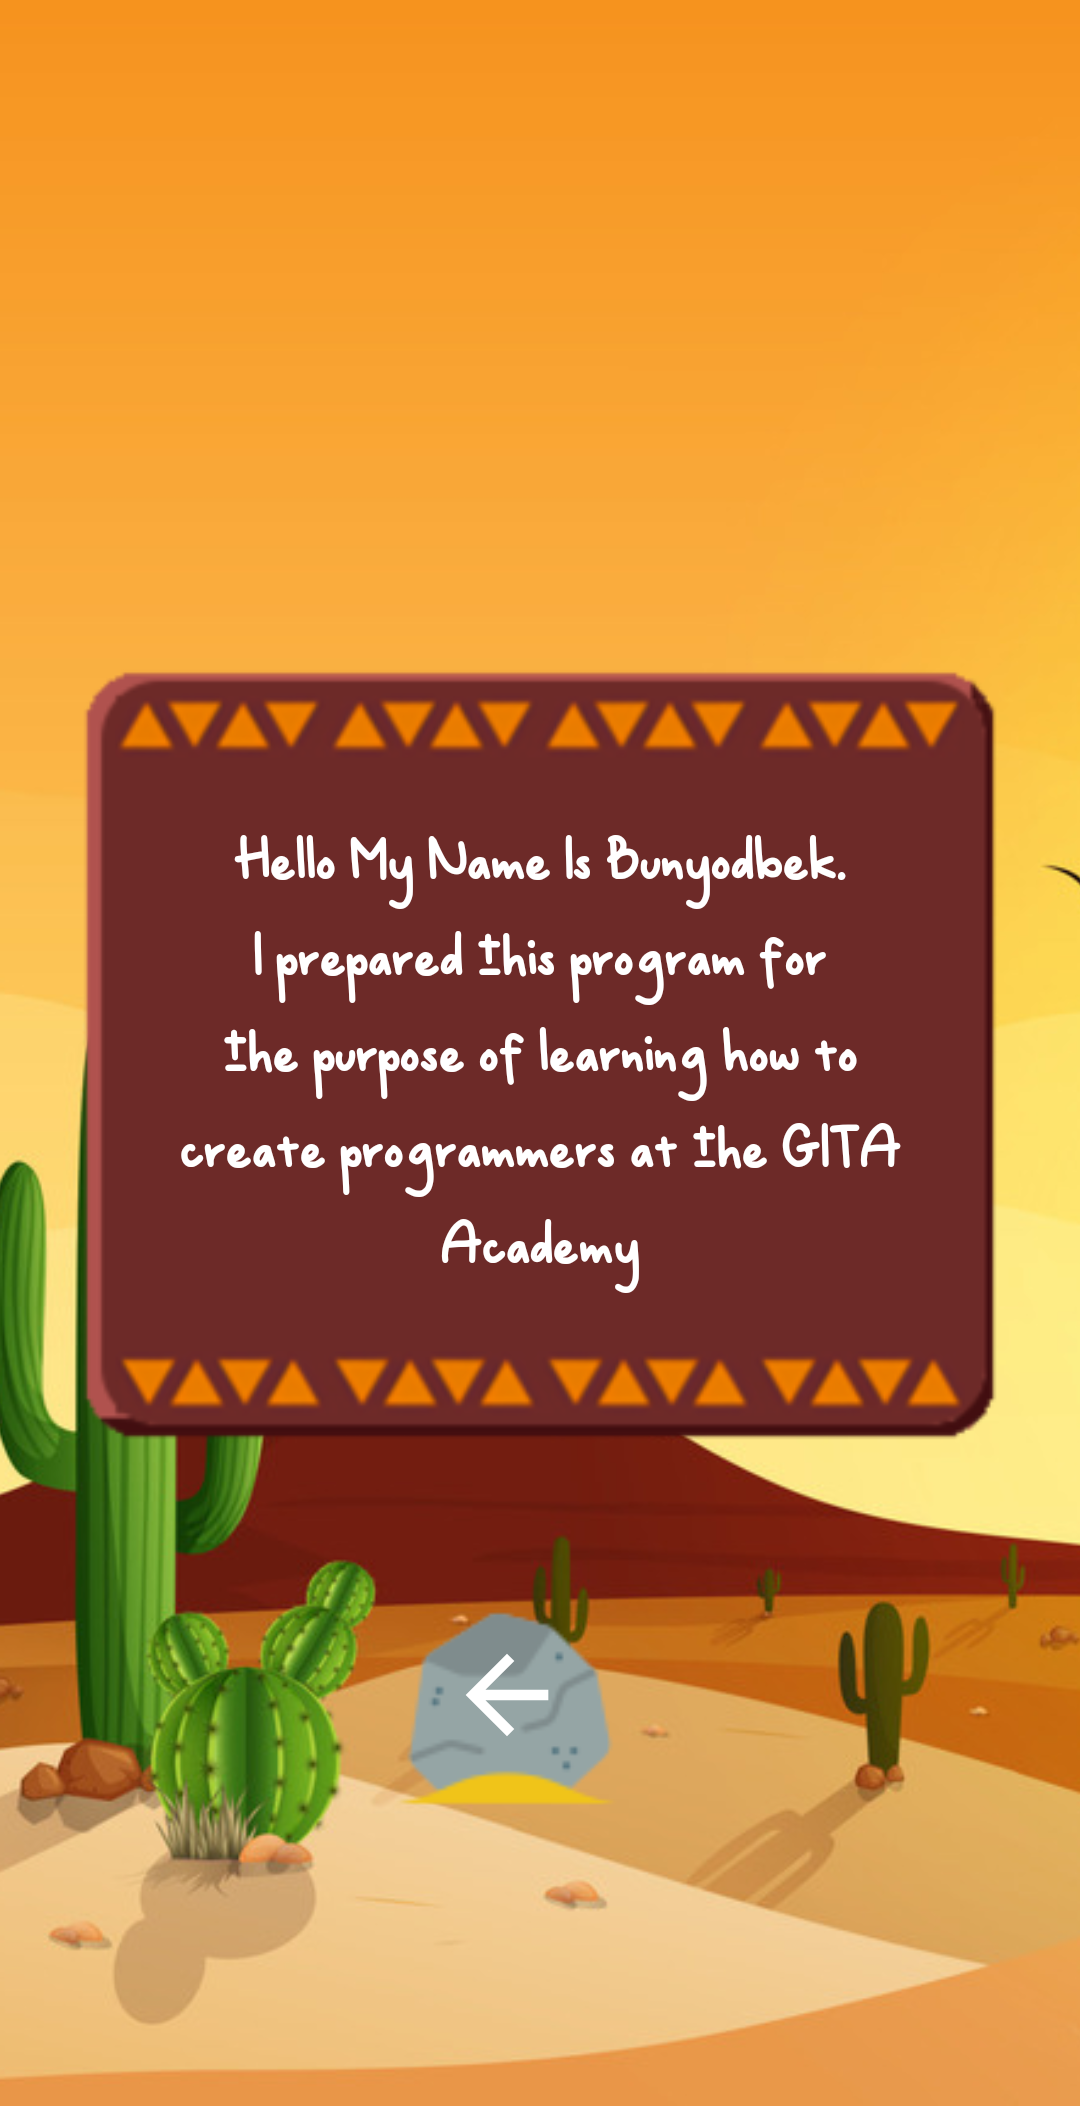 Hello My Name Is Bunyodbek.
I prepared this program for
the purpose of learning how to
create programmers at the GITA
Academy